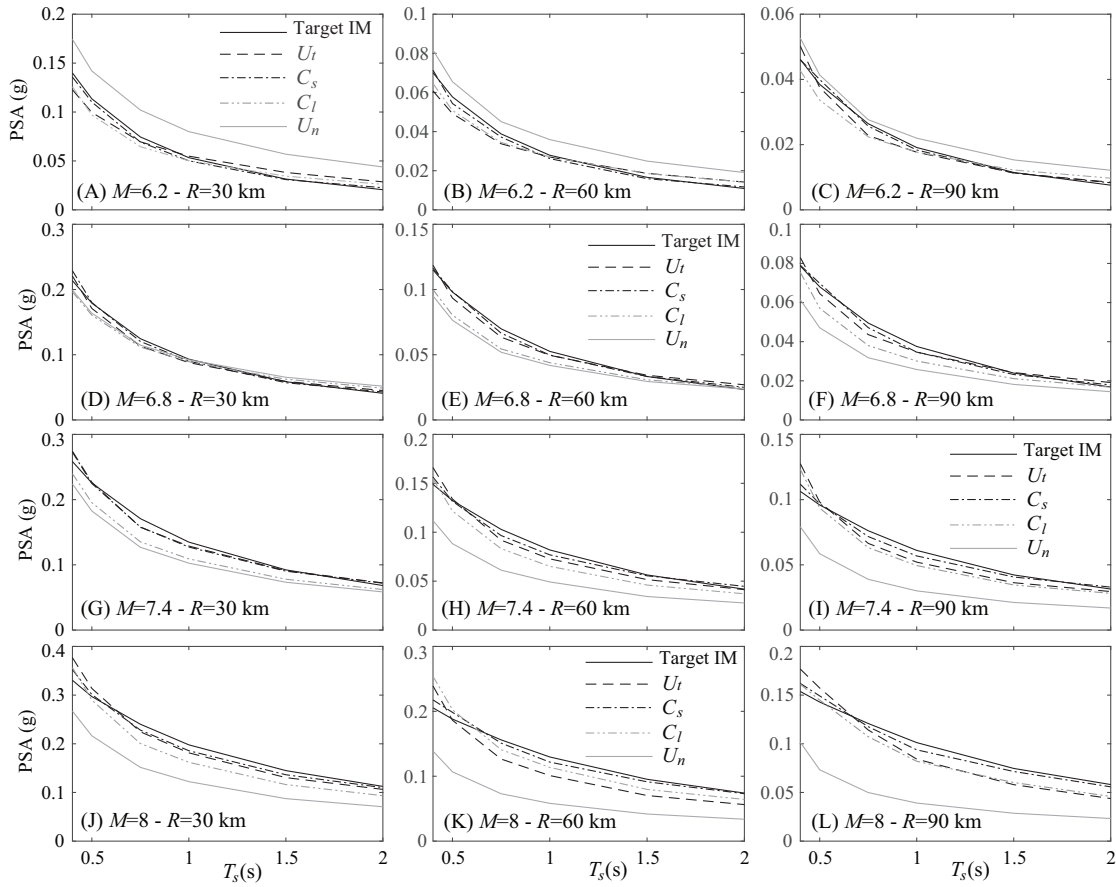 0.2
0.15
0.1
0.05
0
PSA (g)
Target IM
Ut
Cs
Cl
Un
(A) M=6.2 - R=30 km
0.1
0.08
0.06
0.04
0.02
0
(B) M=6.2 - R=60 km
0.06
0.04
0.02
0
(C) M=6.2 - R=90 km
0.3
0.2
0.1
0
PSA (g)
(D) M=6.8 - R=30 km
0.15
0.1
0.05
0
Target IM
Ut
Cs
Cl
Un
(E) M=6.8 - R=60 km
0.1
0.08
0.06
0.04
0.02
0
(F) M=6.8 - R=90 km
0.3
0.2
0.1
0
PSA (g)
(G) M=7.4 - R=30 km
0.2
0.15
0.1
0.05
0
(H) M=7.4 - R=60 km
0.15
0.1
0.05
0
Target IM
Ut
Cs
Cl
Un
(I) M=7.4 - R=90 km
0.4
0.3
0.2
0.1
0
PSA (g)
(J) M=8 - R=30 km
0.5 1 1.5 2
Ts(s)
0.3
0.2
0.1
0
Target IM
Ut
Cs
Cl
Un
(K) M=8 - R=60 km
0.5 1 1.5 2
Ts(s)
0.2
0.15
0.1
0.05
0
(L) M=8 - R=90 km
0.5 1 1.5 2
Ts(s)